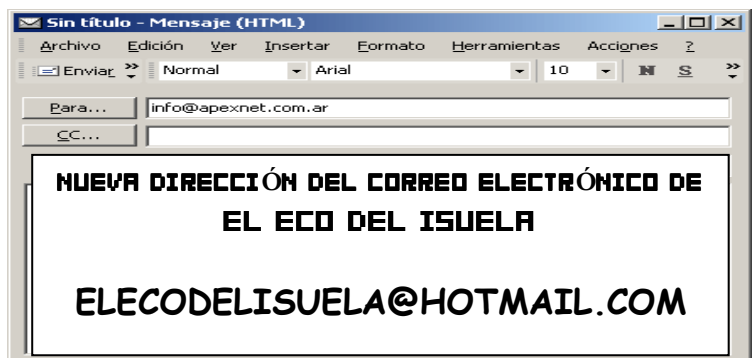 Sin título - Mensaje (HTML)
Archivo Edición Ver Insertar Formato Herramientas Acciones ?
Enviar Normal Arial 10 N S
Para... info@apexnet.com.ar
CC...
NUEVA DIRECCIÓN DEL CORREO ELECTRÓNICO DE
EL ECO DEL ISUELA
ELECODELISUELA@HOTMAIL.COM